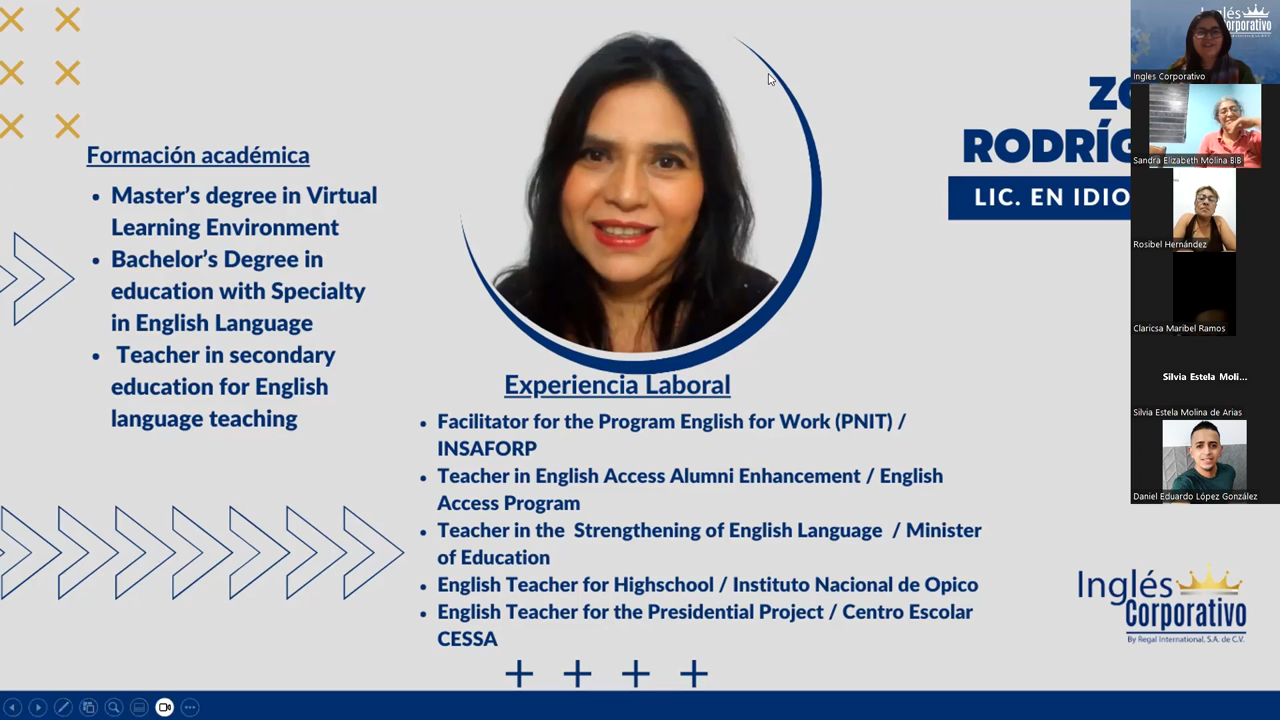 Formación académica
Master's degree in Virtual
Learning Environment
Bachelor's Degree in
education with Specialty
in English Language
Teacher in secondary
education for English
language teaching
Experiencia Laboral
Facilitator for the Program English for Work (PNIT) /
INSAFORP
Teacher in English Access Alumni Enhancement / English
Access Program
Teacher in the Strengthening of English Language / Minister
of Education
English Teacher for Highschool / Instituto Nacional de Opico
English Teacher for the Presidential Project / Centro Escolar
CESSA
LIC. EN IDIO
Inglés
Corporativo
By Regal International, S.A. de C.V.
Ingles Corporativo
Sandra Elizabeth Molina BIB
Rosibel Hernández
Claricsa Maribel Ramos
Silvia Estela Moli...
Silvia Estela Molina de Arias
Daniel Eduardo López González